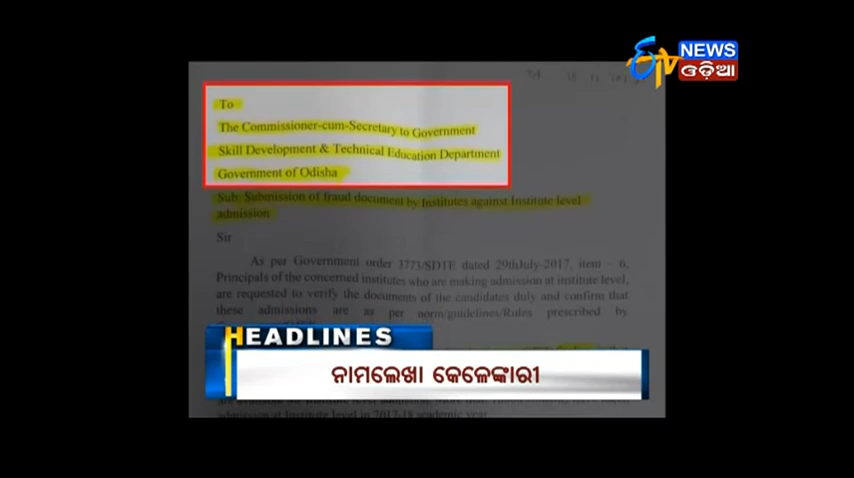 ETV NEWS
ଓଡ଼ିଆ
To
The Commissioner-cum-Secretary to Government
Skill Development & Technical Education Department
Government of Odisha
Sub: Submission of fraud document by Institutes against Institute level
admission
Sir
As per Government order 3773/SDTE dated 29thJuly-2017, item - 6,
Principals of the concerned institutes who are making admission at institute level,
are requested to verify the documents of the candidates duly and confirm that
these admissions are as per norm/guidelines/Rules prescribed by
HEADLINES
ନାମଲେଖା କେଳେଙ୍କାରୀ
admission at Institute level in 2017-18 academic year.